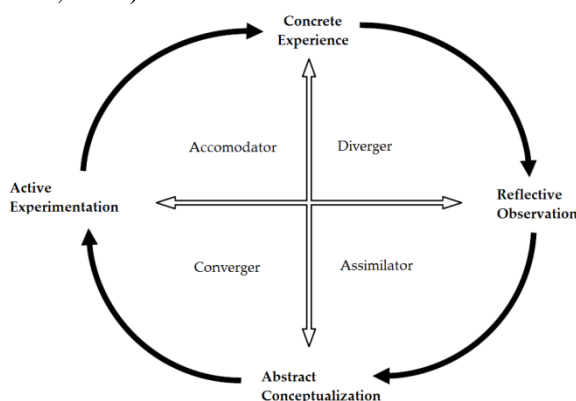 Concrete
Experience
Accomodator
Diverger
Active
Experimentation
Reflective
Observation
Converger
Assimilator
Abstract
Conceptualization